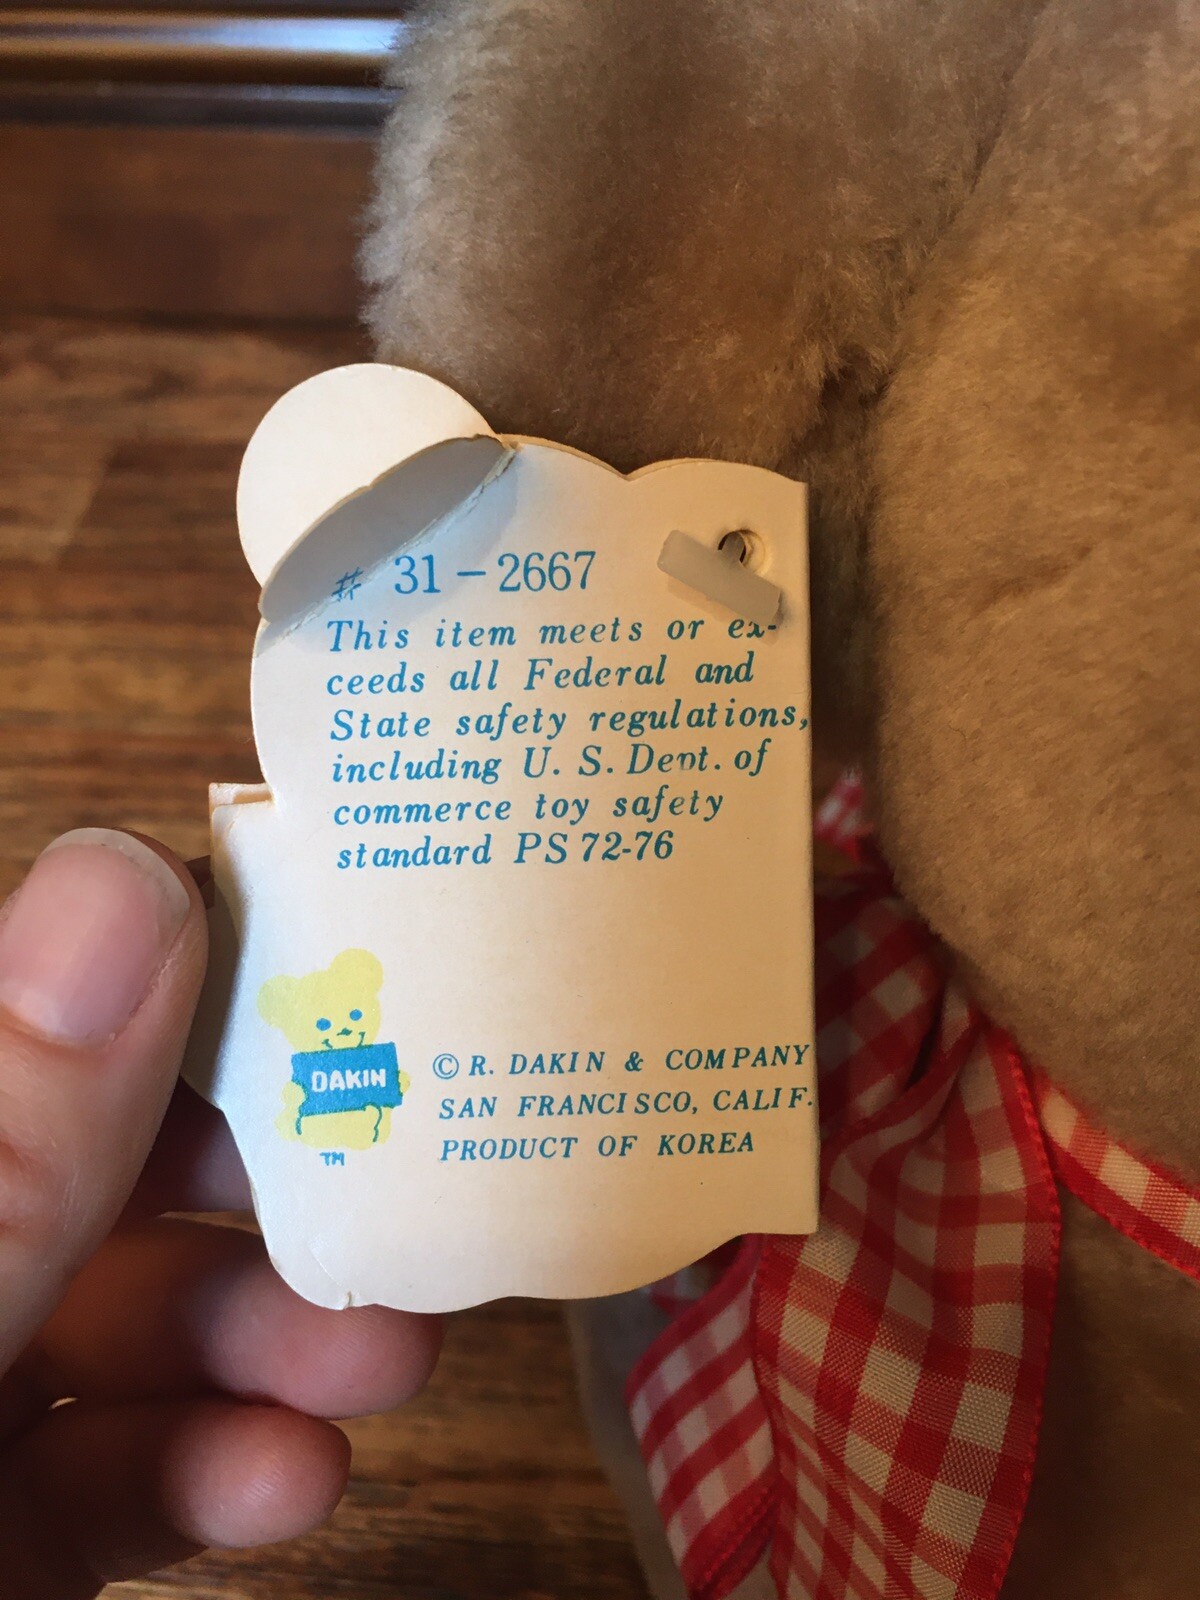 # 31-2667
This item meets or ex-
ceeds all Federal and
State safety regulations,
including U. S. Dept. of
commerce toy safety
standard PS 72-76
DAKIN
TM
© R. DAKIN & COMPANY
SAN FRANCISCO, CALIF.
PRODUCT OF KOREA